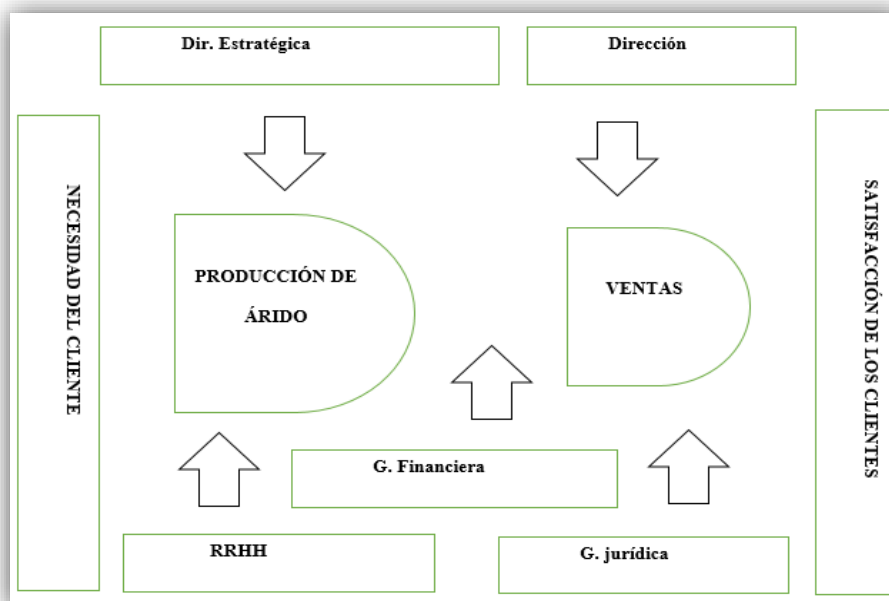 Dir. Estratégica
Dirección
NECESIDAD DEL CLIENTE
PRODUCCIÓN DE
ÁRIDO
VENTAS
SATISFACCIÓN DE LOS CLIENTES
G. Financiera
RRHH
G. jurídica